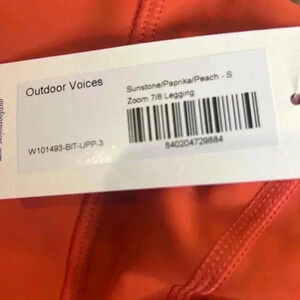 Outdoor Voices
Sunstone/Paprika/Peach - S
Zoom 7/8 Legging
W101493-BIT-UPP-3
840204729884